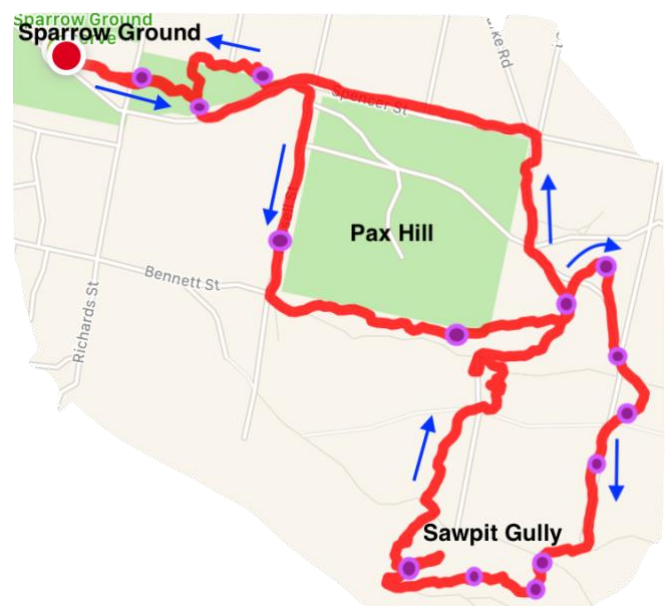 Sparrow Ground
Sparrow Ground
Spencer St
Pax Hill
Bennett St
Richards St
Sawpit Gully